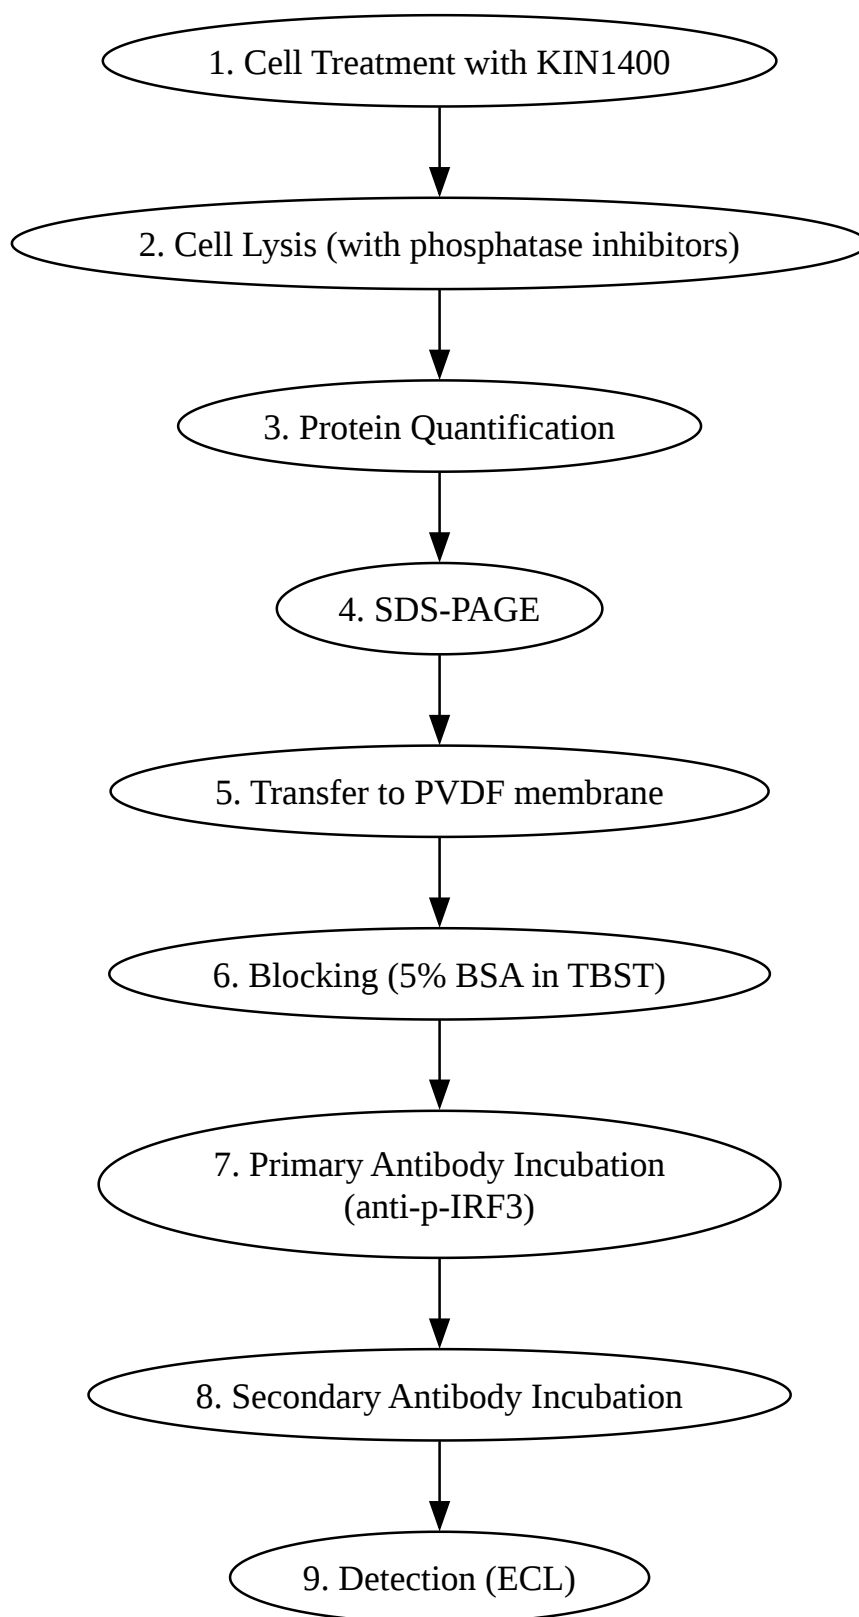 1. Cell Treatment with KIN1400
2. Cell Lysis (with phosphatase inhibitors)
3. Protein Quantification
4. SDS-PAGE
5. Transfer to PVDF membrane
6. Blocking (5% BSA in TBST)
7. Primary Antibody Incubation
(anti-p-IRF3)
8. Secondary Antibody Incubation
9. Detection (ECL)